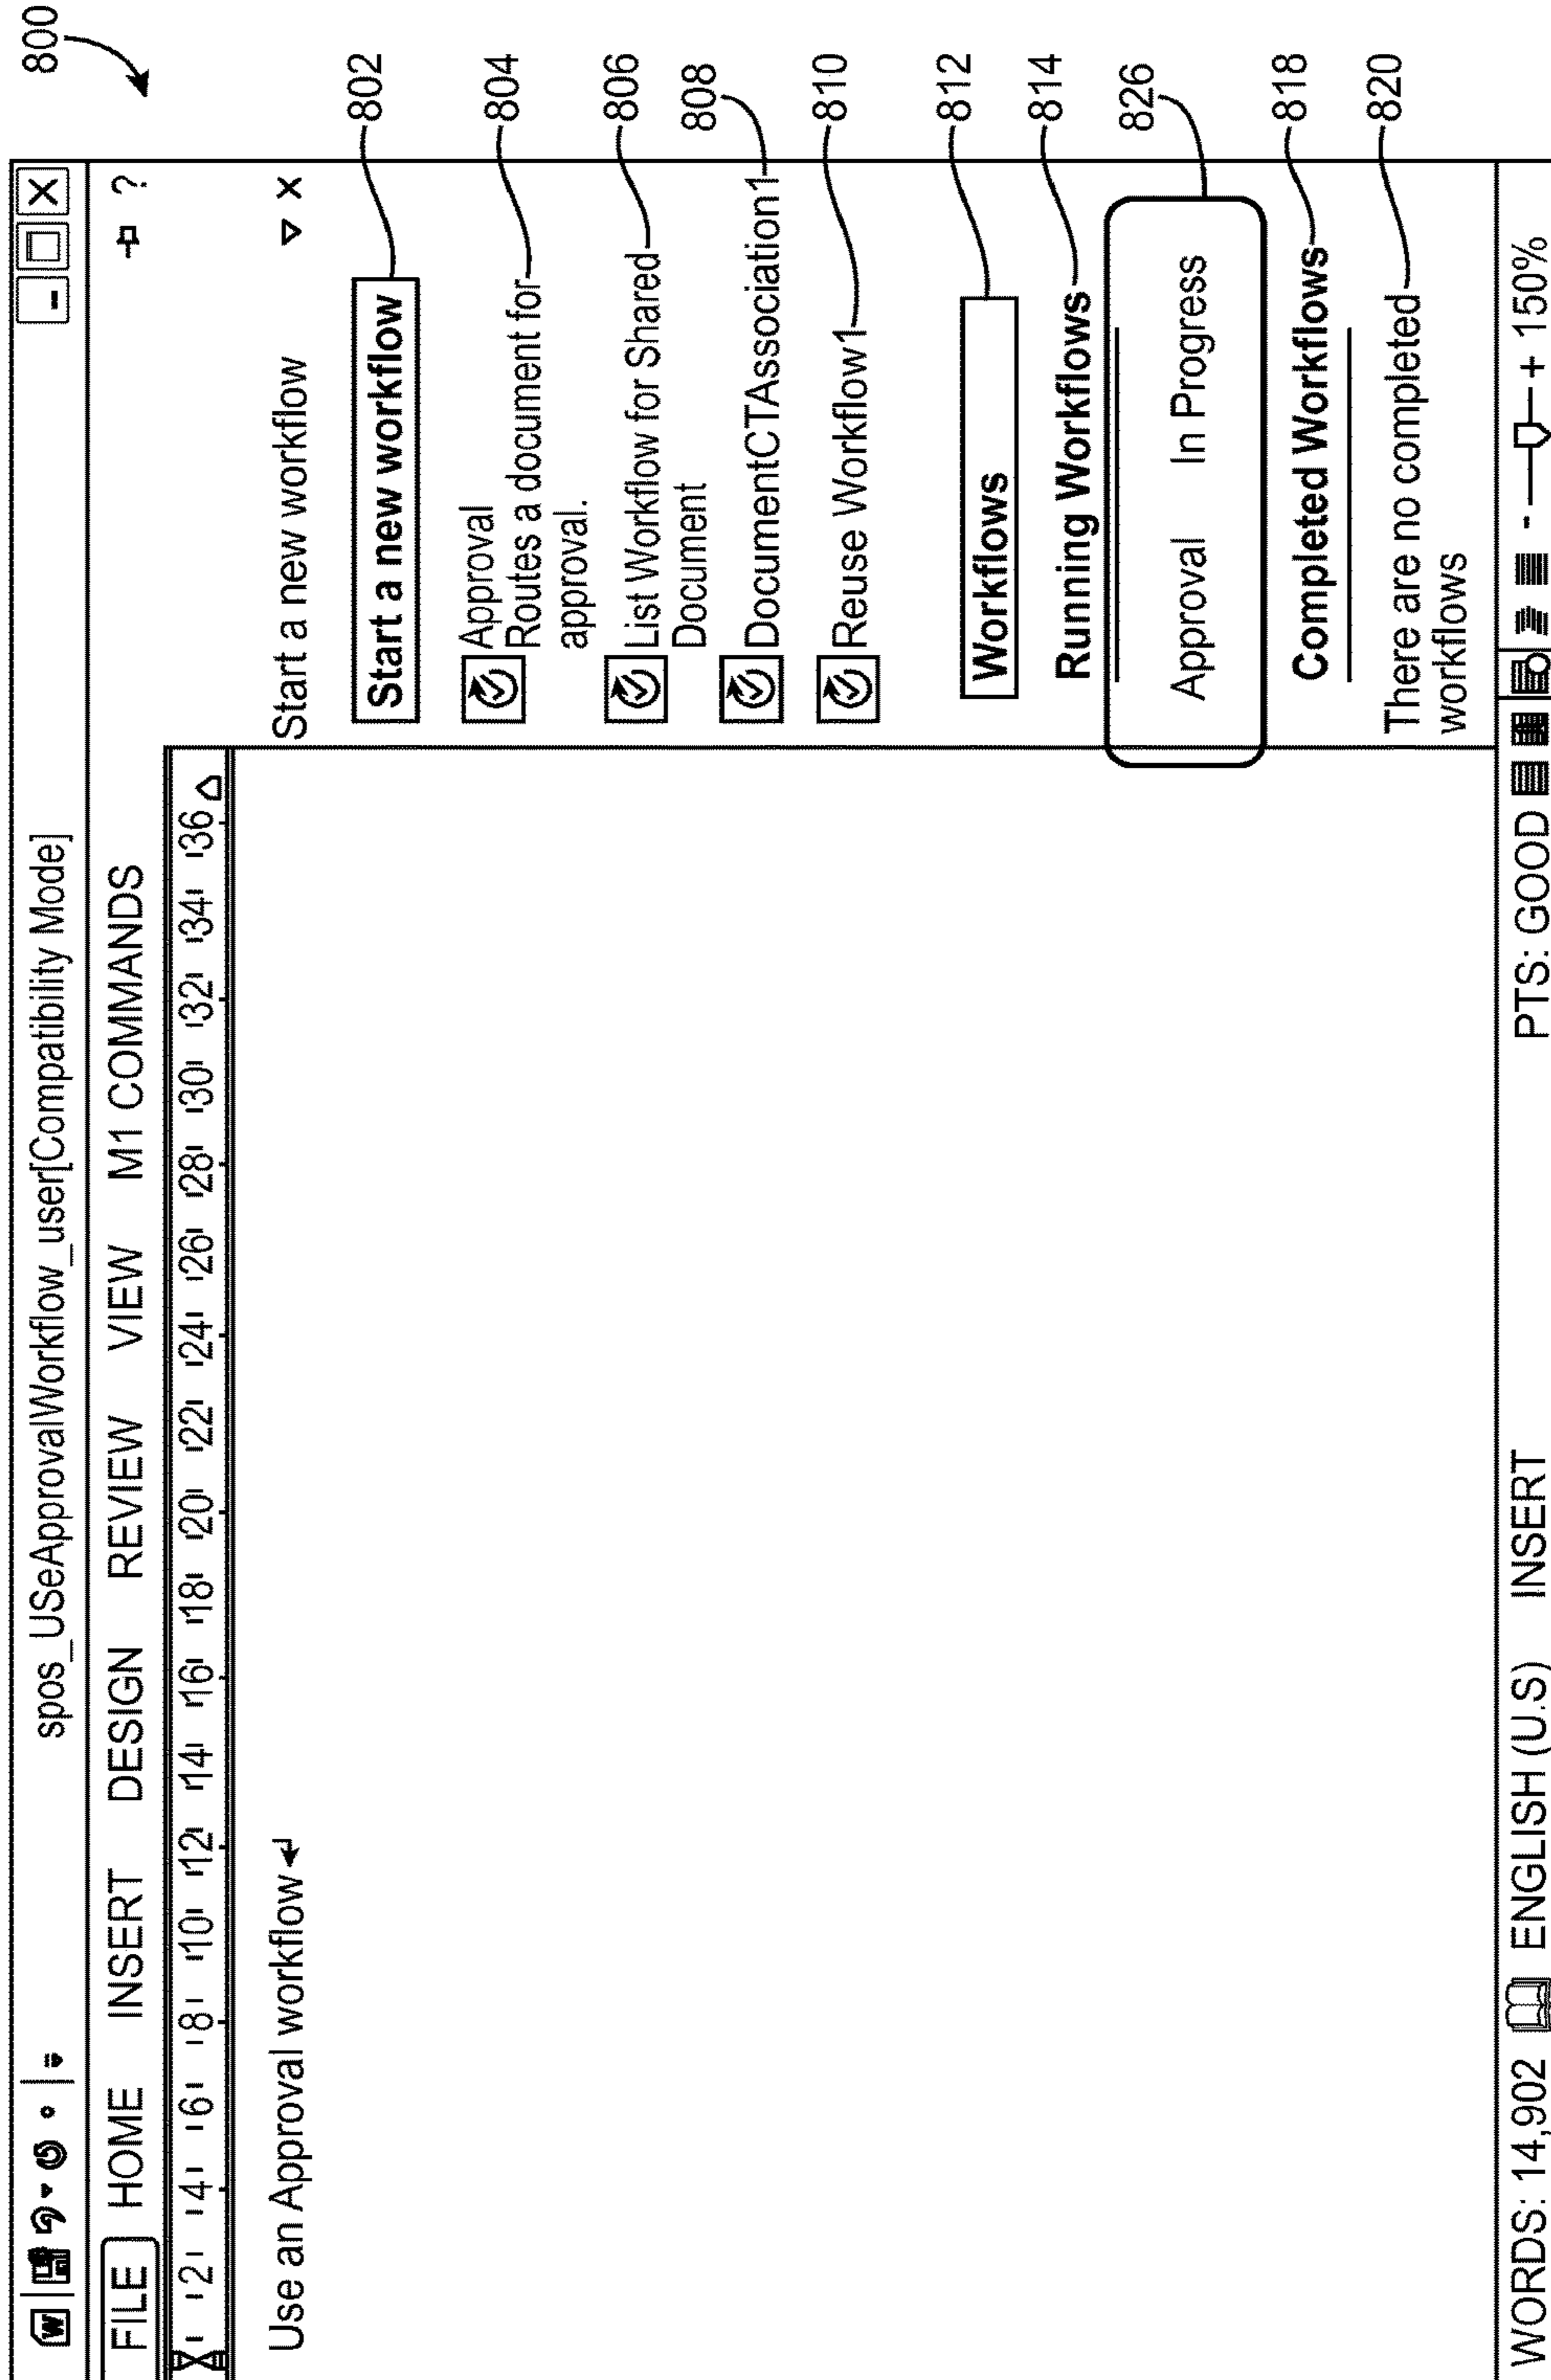 800
spos_USeApprovalWorkflow_user[Compatibility Mode]
FILE HOME INSERT DESIGN REVIEW VIEW M1 COMMANDS ?
2 4 6 8 10 12 14 16 18 20 22 24 26 28 30 32 34 36
Use an Approval workflow
Start a new workflow
Start a new workflow 802
Approval
Routes a document for 804
approval.
List Workflow for Shared 806
Document
DocumentCTAssociation1 808
Reuse Workflow1 810
Workflows 812
Running Workflows 814
Approval In Progress 826
Completed Workflows 818
There are no completed 820
workflows
WORDS: 14,902 ENGLISH (U.S) INSERT PTS: GOOD - + 150%